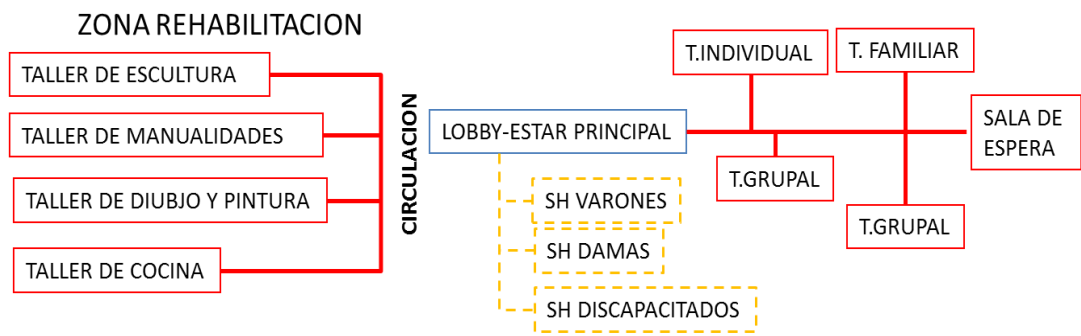 ZONA REHABILITACION
TALLER DE ESCULTURA
TALLER DE MANUALIDADES
TALLER DE DIUBJO Y PINTURA
TALLER DE COCINA
CIRCULACION
LOBBY-ESTAR PRINCIPAL
SH VARONES
SH DAMAS
SH DISCAPACITADOS
T.INDIVIDUAL
T. FAMILIAR
T.GRUPAL
T.GRUPAL
SALA DE
ESPERA